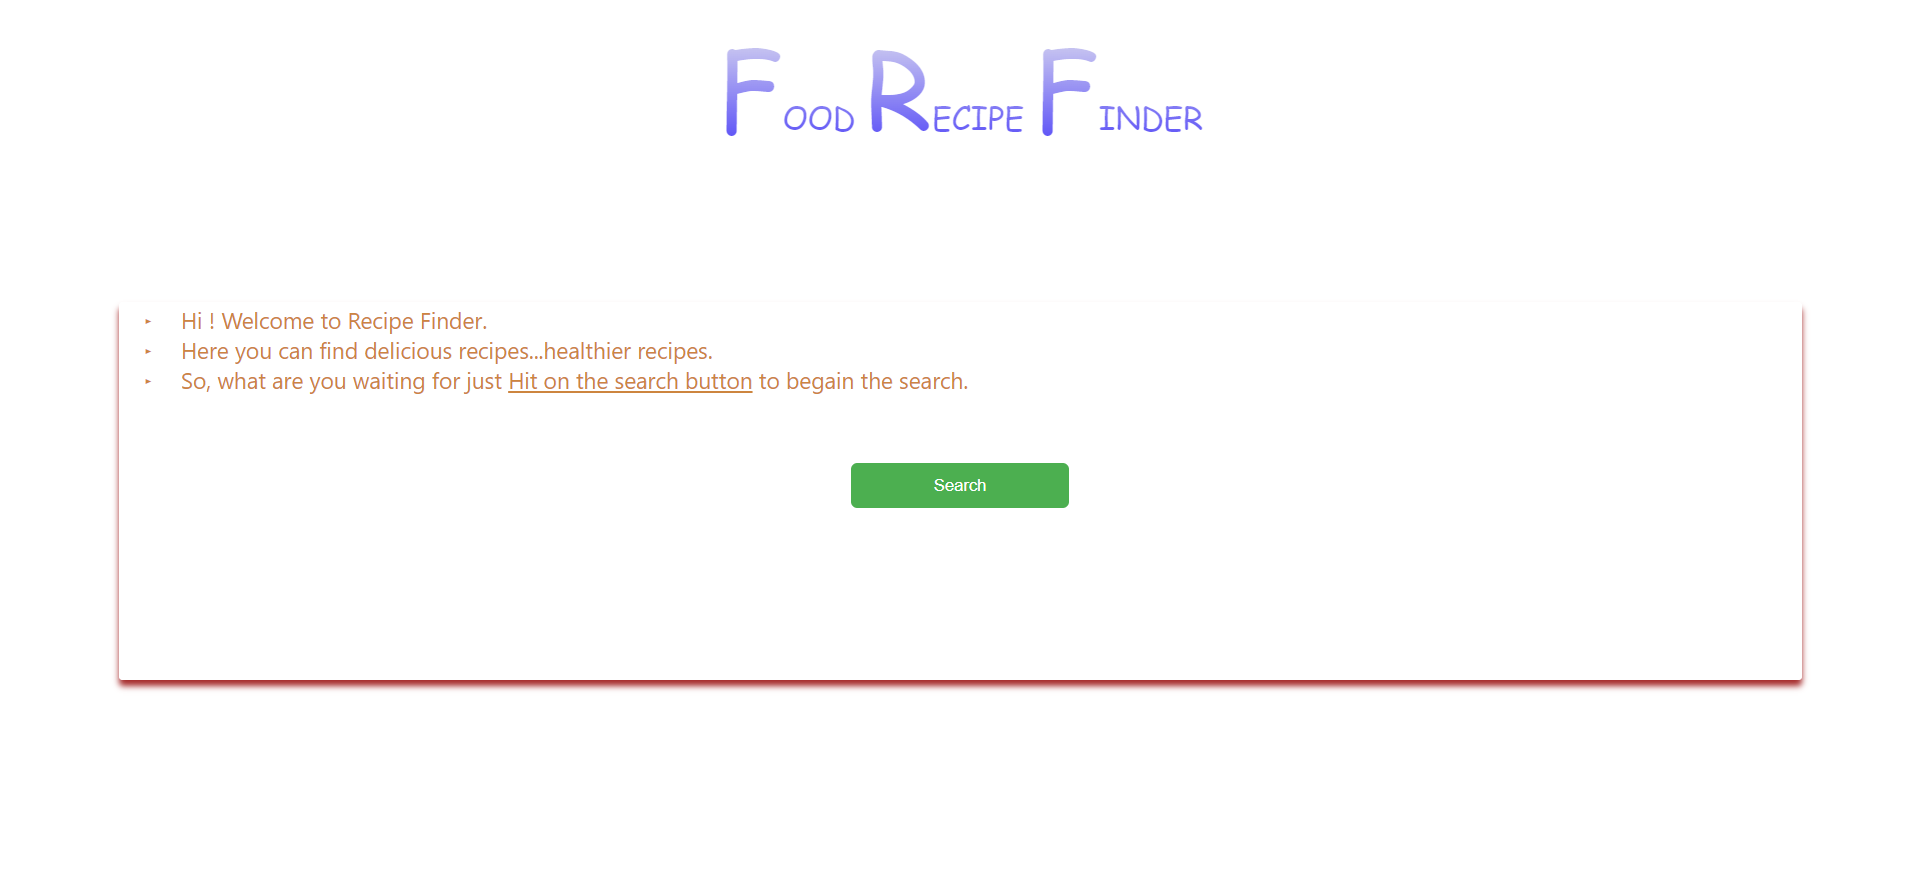 FOOD RECIPE FINDER
‣ Hi ! Welcome to Recipe Finder.
‣ Here you can find delicious recipes...healthier recipes.
‣ So, what are you waiting for just Hit on the search button to begain the search.
Search